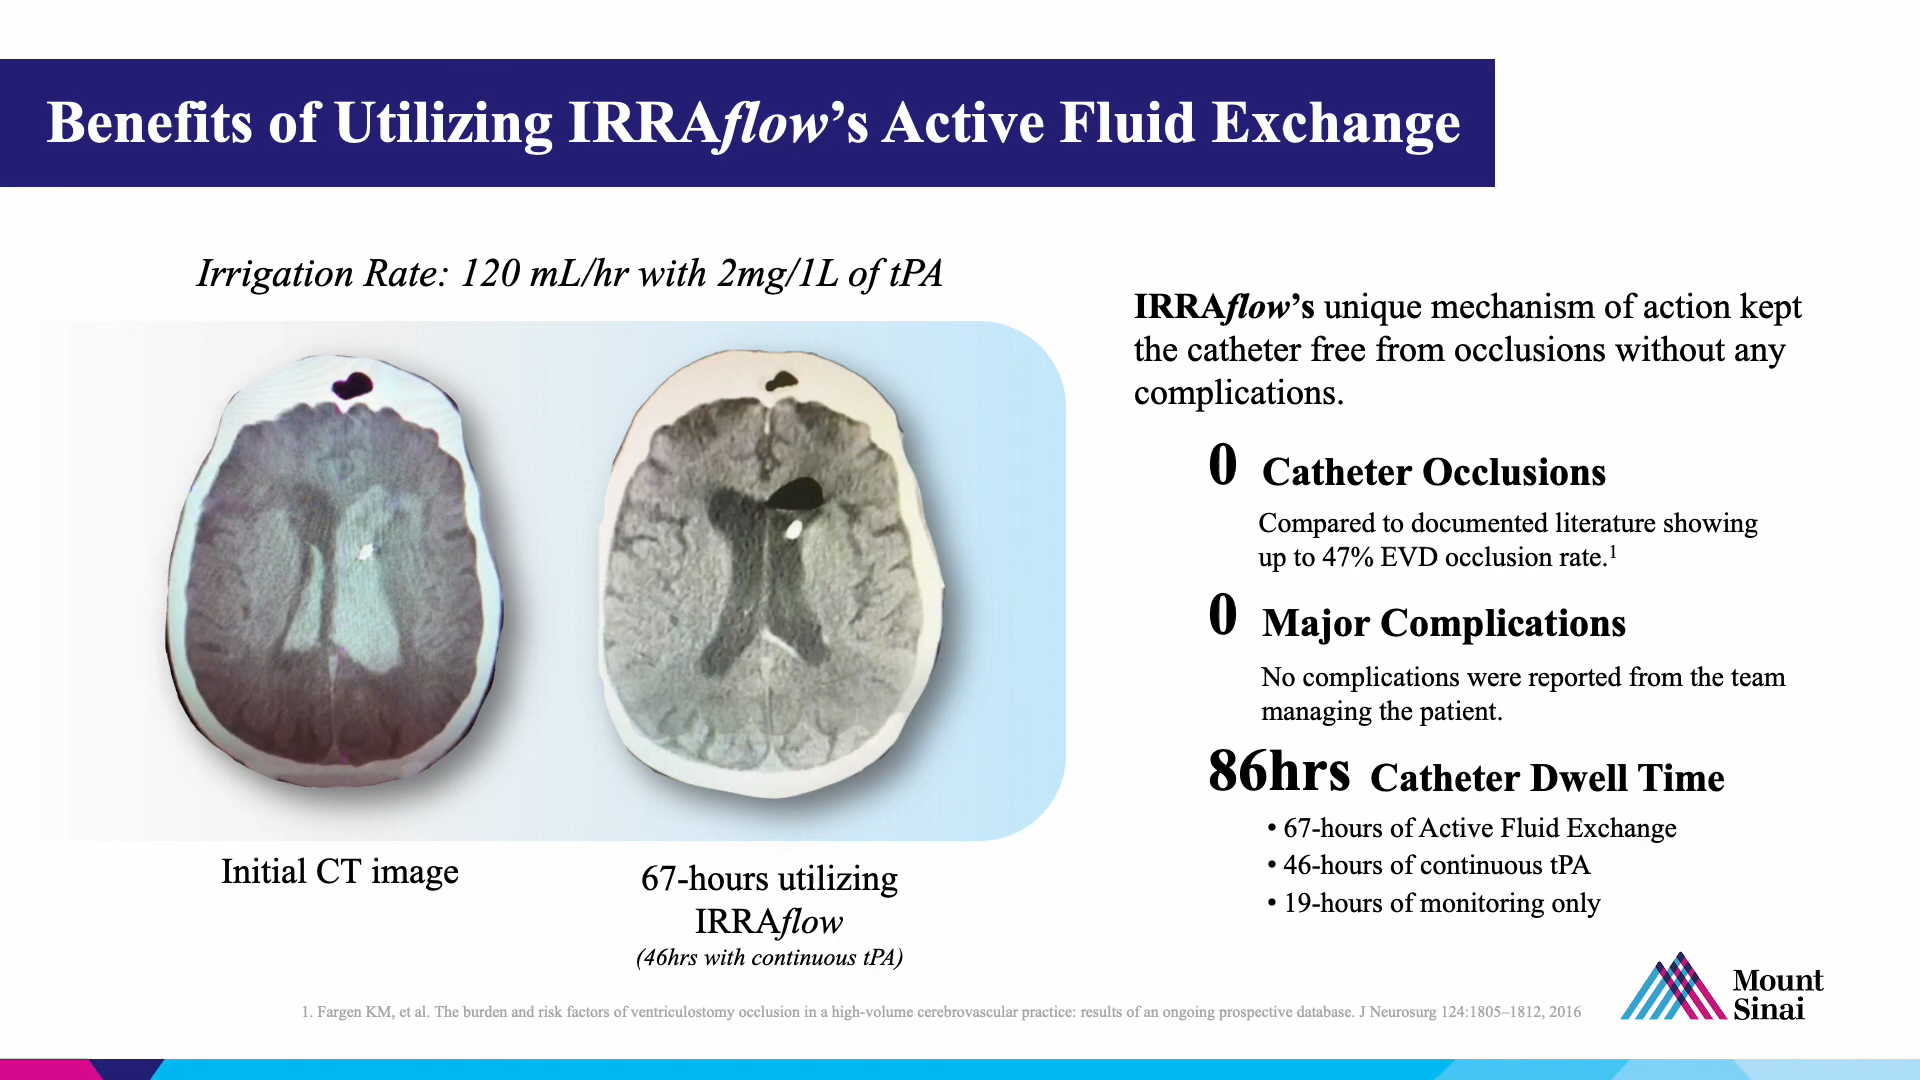 Benefits of Utilizing IRRAflow’s Active Fluid Exchange
Irrigation Rate: 120 mL/hr with 2mg/1L of tPA
Initial CT image
67-hours utilizing
IRRAflow
(46hrs with continuous tPA)
IRRAflow’s unique mechanism of action kept
the catheter free from occlusions without any
complications.
0 Catheter Occlusions
Compared to documented literature showing
up to 47% EVD occlusion rate.¹
0 Major Complications
No complications were reported from the team
managing the patient.
86hrs Catheter Dwell Time
• 67-hours of Active Fluid Exchange
• 46-hours of continuous tPA
• 19-hours of monitoring only
1. Fargen KM, et al. The burden and risk factors of ventriculostomy occlusion in a high-volume cerebrovascular practice: results of an ongoing prospective database. J Neurosurg 124:1805–1812, 2016
Mount
Sinai